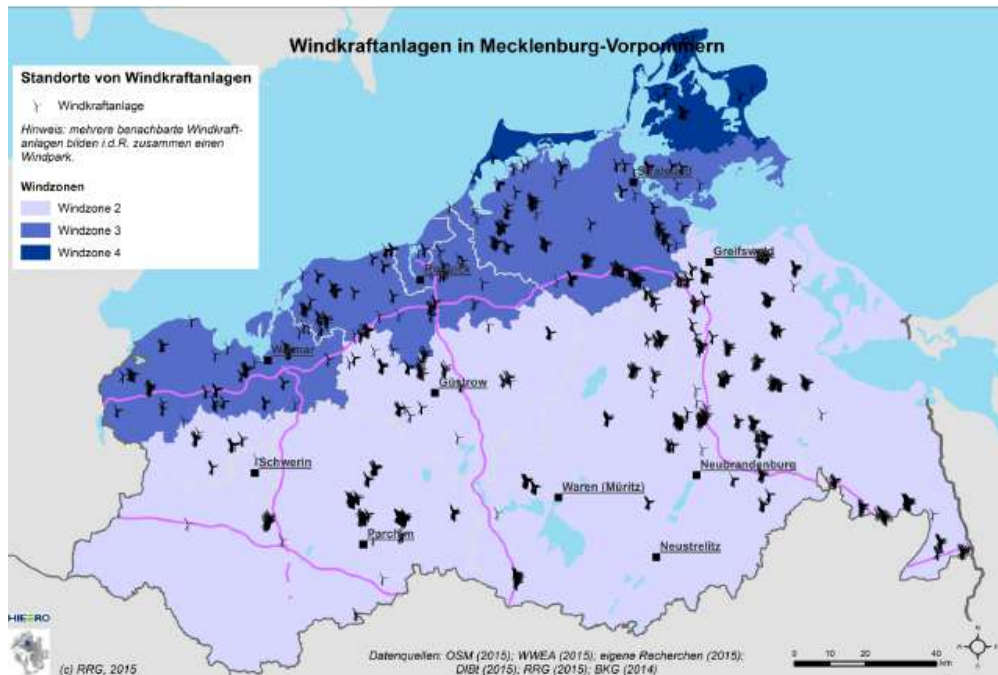 Windkraftanlagen in Mecklenburg-Vorpommern
Standorte von Windkraftanlagen
Windkraftanlage
Hinweis: mehrere benachbarte Windkraft-
anlagen bilden i.d.R. zusammen einen
Windpark.
Windzonen
Windzone 2
Windzone 3
Windzone 4
Stralsund
Greifswald
Rostock
Wismar
Güstrow
Schwerin
Neubrandenburg
Waren (Müritz)
Parchim
Neustrelitz
(c) RRG, 2015
Datenquellen: OSM (2015); WWEA (2015); eigene Recherchen (2015);
DIBt (2015); RRG (2015); BKG (2014)
0 10 20 40
km